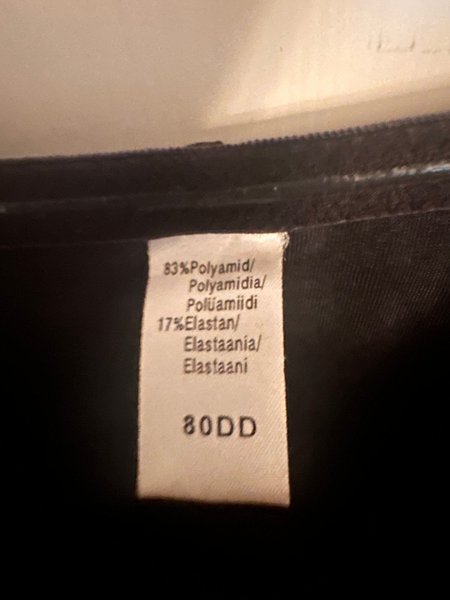 83%Polyamid/
Polyamidia/
Polüamiidi
17%Elastan/
Elastaania/
Elastaani
80DD